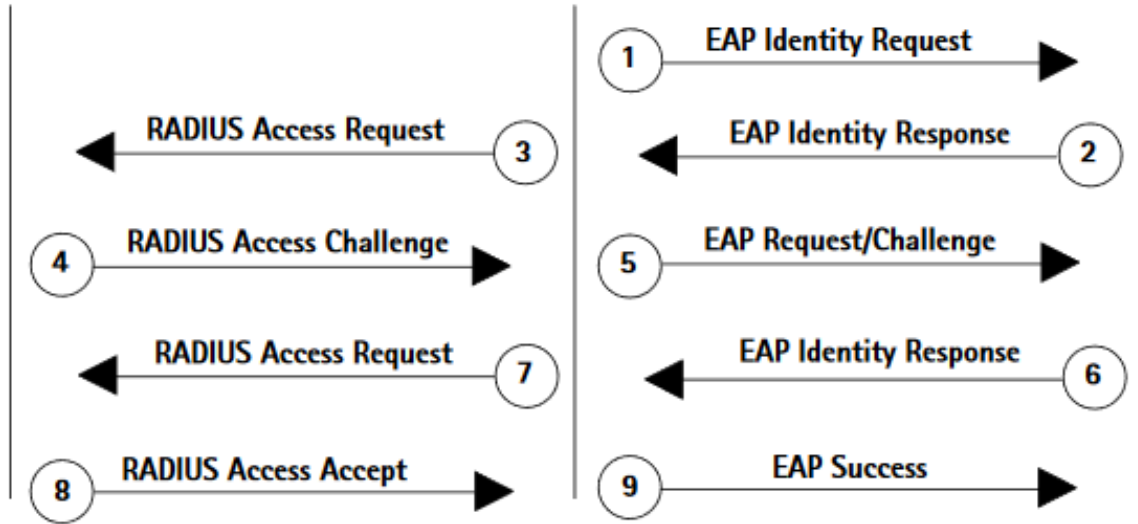 1 EAP Identity Request
RADIUS Access Request 3 EAP Identity Response 2
4 RADIUS Access Challenge 5 EAP Request/Challenge
RADIUS Access Request 7 EAP Identity Response 6
8 RADIUS Access Accept 9 EAP Success